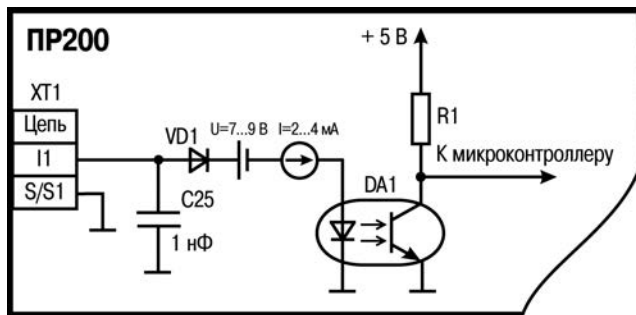 ПР200
+ 5 В
XT1
Цепь
I1
S/S1
VD1
U=7...9 В
I=2...4 мА
R1
К микроконтроллеру
DA1
C25
1 нФ